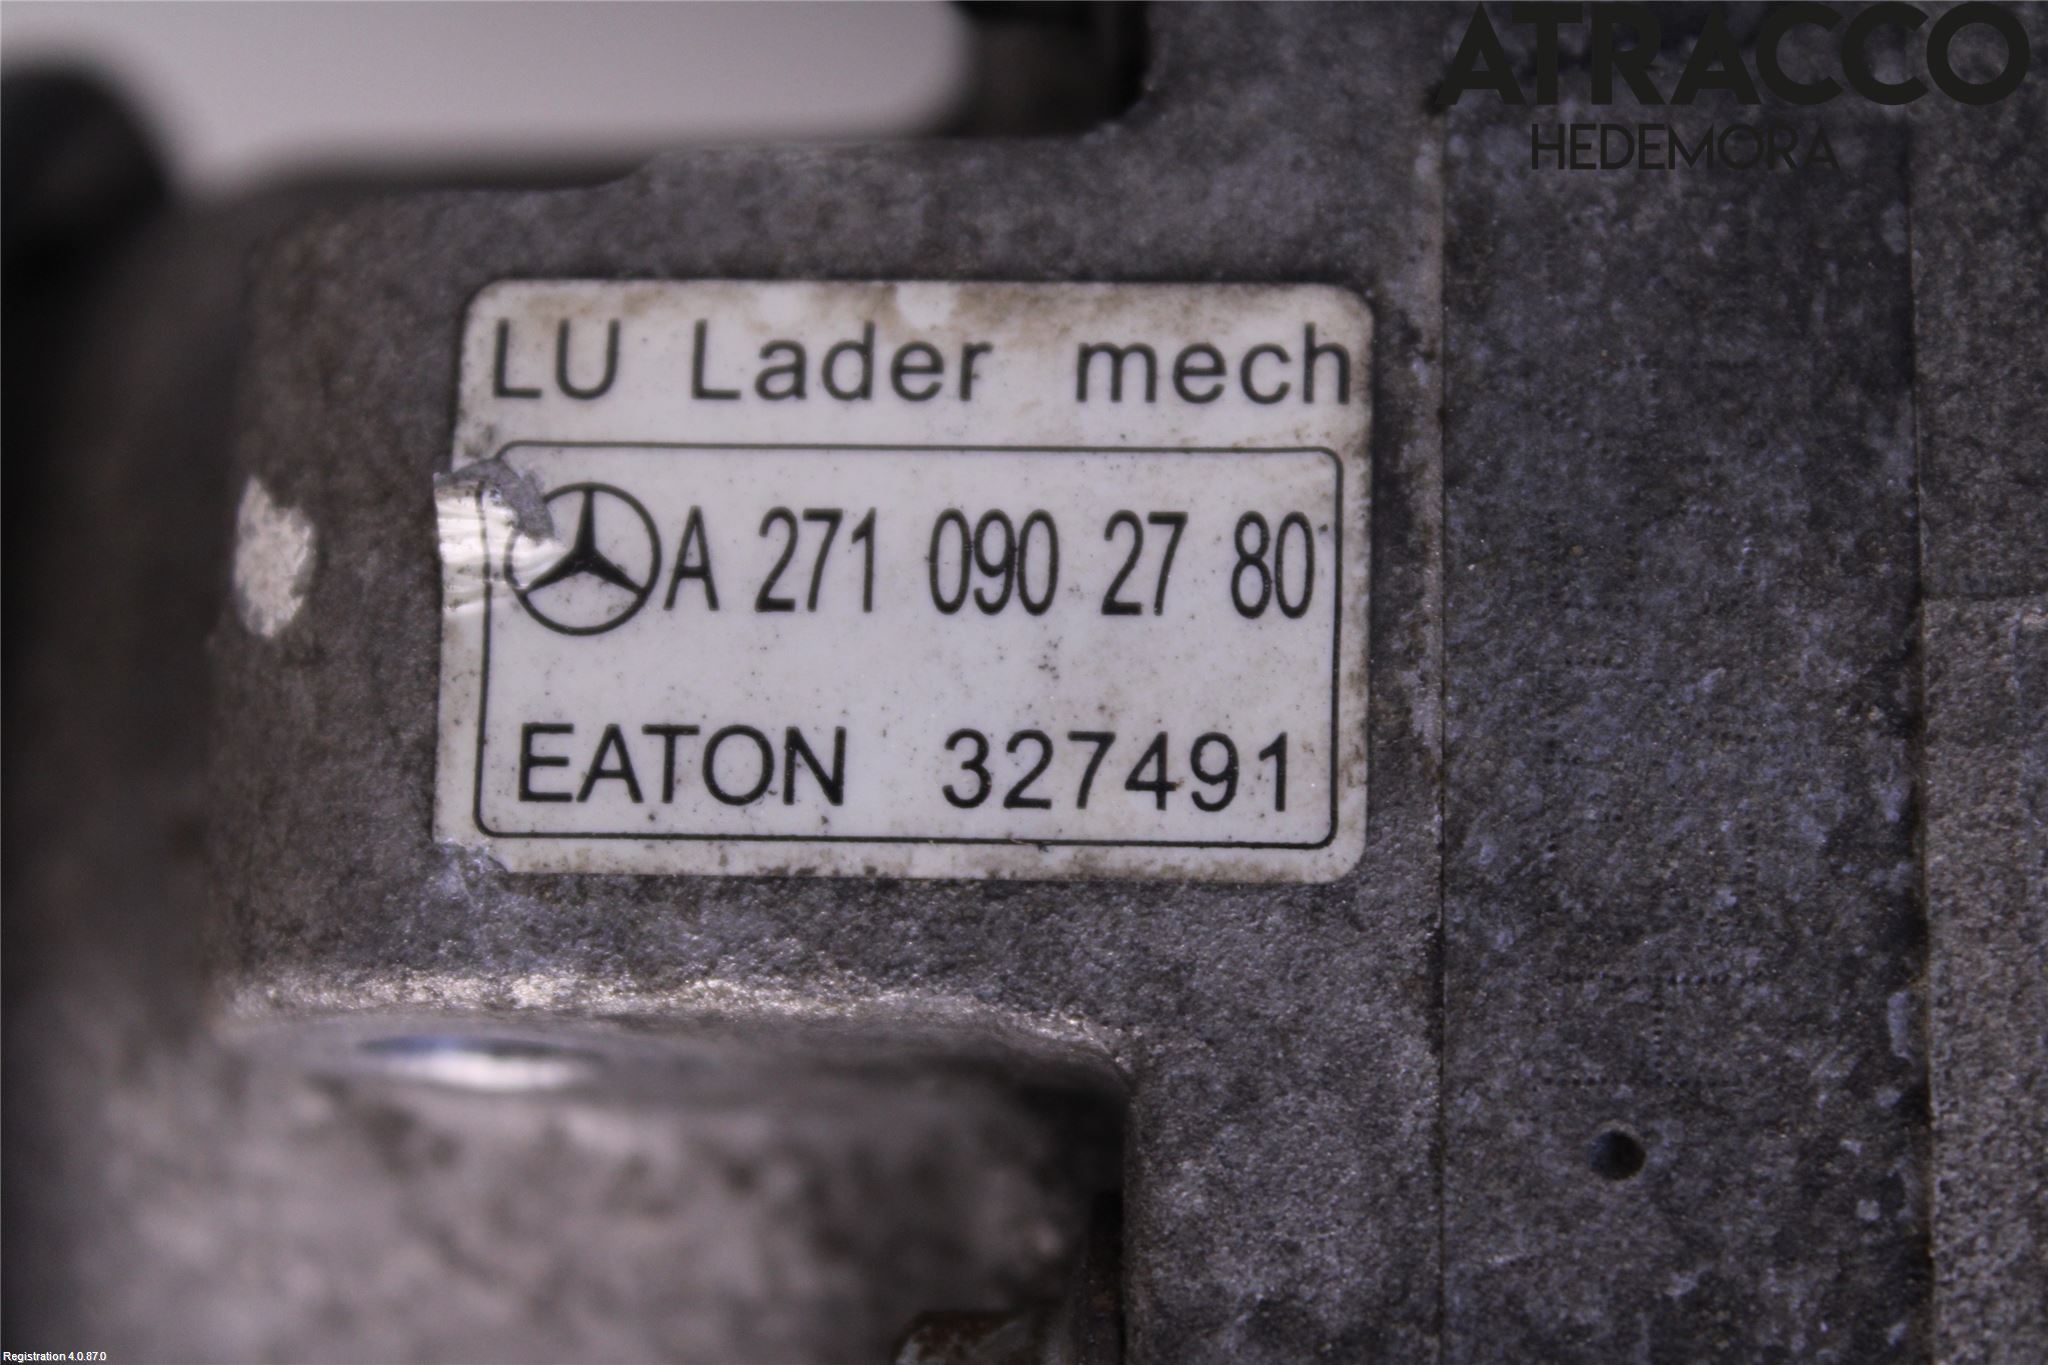 ATRACCO
HEDEMORA
LU Lader mech
A 271 090 27 80
EATON 327491
Registration 4.0.87.0